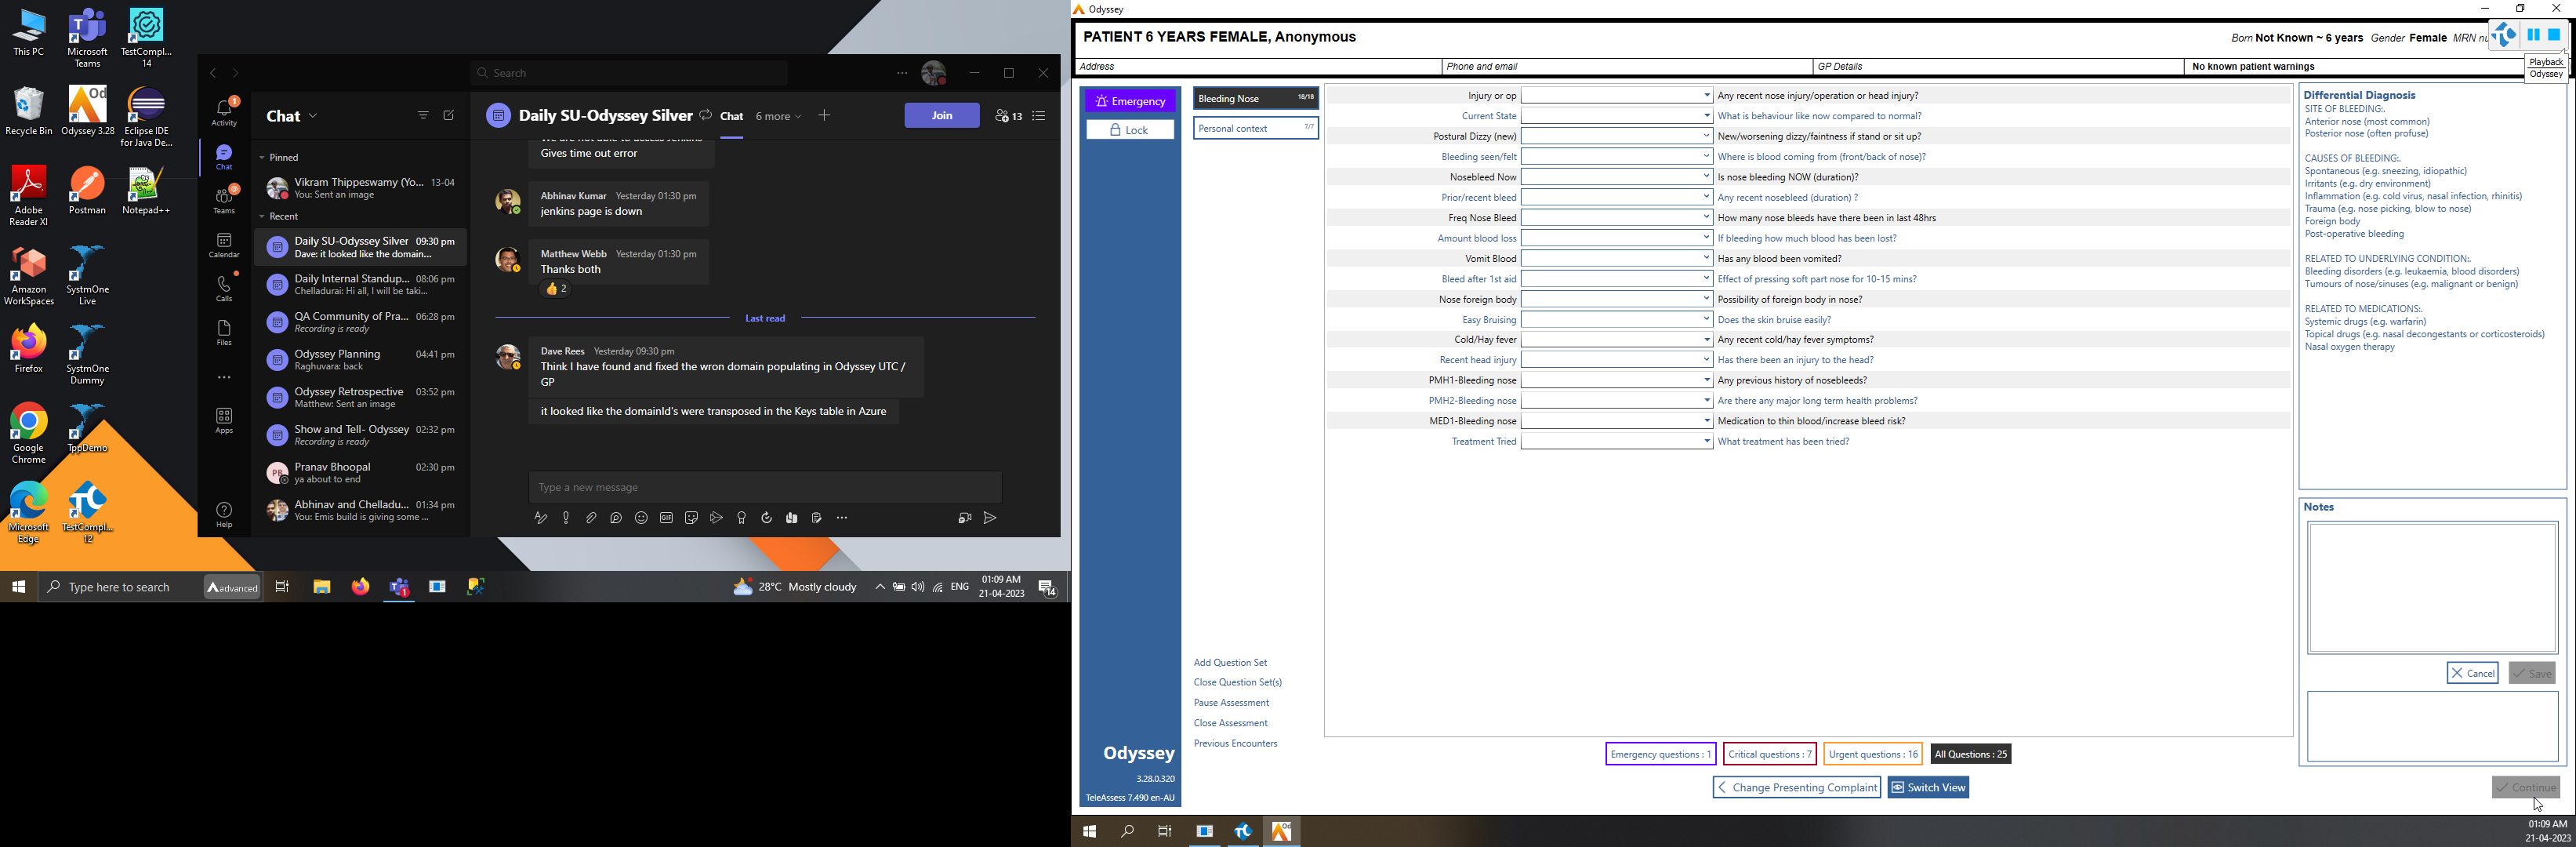 This PC
Microsoft Teams
TestCompl... 14
Recycle Bin
Odyssey 3.28
Eclipse IDE for Java De...
Adobe Reader XI
Postman
Notepad++
Amazon WorkSpaces
SystmOne Live
Firefox
SystmOne Dummy
Google Chrome
TppDemo
Microsoft Edge
TestCompl... 12
Search
Activity
Chat
Teams
Calendar
Calls
Files
Apps
Help
Chat
Pinned
Vikram Thippeswamy (Yo... 13-04
You: Sent an image
Recent
Daily SU-Odyssey Silver 09:30 pm
Dave: it looked like the domain...
Daily Internal Standup... 08:06 pm
Chelladurai: Hi all, I will be taki...
QA Community of Pra... 06:28 pm
Recording is ready
Odyssey Planning 04:41 pm
Raghuvara: back
Odyssey Retrospective 03:52 pm
Matthew: Sent an image
Show and Tell- Odyssey 02:32 pm
Recording is ready
PB
Pranav Bhoopal 02:30 pm
ya about to end
Abhinav and Chelladu... 01:34 pm
You: Emis build is giving some ...
Daily SU-Odyssey Silver Chat 6 more Join 13
We are not able to access Jenkins
Gives time out error
Abhinav Kumar Yesterday 01:30 pm
jenkins page is down
Matthew Webb Yesterday 01:30 pm
Thanks both
2
Last read
Dave Rees Yesterday 09:30 pm
Think I have found and fixed the wron domain populating in Odyssey UTC /
GP
it looked like the domainId's were transposed in the Keys table in Azure
Type a new message
GIF
Type here to search
advanced
28°C Mostly cloudy
ENG
01:09 AM
21-04-2023
14
Odyssey
PATIENT 6 YEARS FEMALE, Anonymous
Born Not Known ~ 6 years Gender Female MRN nu
Playback
Odyssey
Address
Phone and email
GP Details
No known patient warnings
Emergency
Lock
Bleeding Nose 18/18
Personal context 7/7
Injury or op Any recent nose injury/operation or head injury?
Current State What is behaviour like now compared to normal?
Postural Dizzy (new) New/worsening dizzy/faintness if stand or sit up?
Bleeding seen/felt Where is blood coming from (front/back of nose)?
Nosebleed Now Is nose bleeding NOW (duration)?
Prior/recent bleed Any recent nosebleed (duration) ?
Freq Nose Bleed How many nose bleeds have there been in last 48hrs
Amount blood loss If bleeding how much blood has been lost?
Vomit Blood Has any blood been vomited?
Bleed after 1st aid Effect of pressing soft part nose for 10-15 mins?
Nose foreign body Possibility of foreign body in nose?
Easy Bruising Does the skin bruise easily?
Cold/Hay fever Any recent cold/hay fever symptoms?
Recent head injury Has there been an injury to the head?
PMH1-Bleeding nose Any previous history of nosebleeds?
PMH2-Bleeding nose Are there any major long term health problems?
MED1-Bleeding nose Medication to thin blood/increase bleed risk?
Treatment Tried What treatment has been tried?
Differential Diagnosis
SITE OF BLEEDING:.
Anterior nose (most common)
Posterior nose (often profuse)
CAUSES OF BLEEDING:.
Spontaneous (e.g. sneezing, idiopathic)
Irritants (e.g. dry environment)
Inflammation (e.g. cold virus, nasal infection, rhinitis)
Trauma (e.g. nose picking, blow to nose)
Foreign body
Post-operative bleeding
RELATED TO UNDERLYING CONDITION:.
Bleeding disorders (e.g. leukaemia, blood disorders)
Tumours of nose/sinuses (e.g. malignant or benign)
RELATED TO MEDICATIONS:.
Systemic drugs (e.g. warfarin)
Topical drugs (e.g. nasal decongestants or corticosteroids)
Nasal oxygen therapy
Notes
Cancel
Save
Add Question Set
Close Question Set(s)
Pause Assessment
Close Assessment
Previous Encounters
Odyssey
3.28.0.320
TeleAssess 7.490 en-AU
Emergency questions : 1
Critical questions : 7
Urgent questions : 16
All Questions : 25
Change Presenting Complaint
Switch View
Continue
01:09 AM
21-04-2023